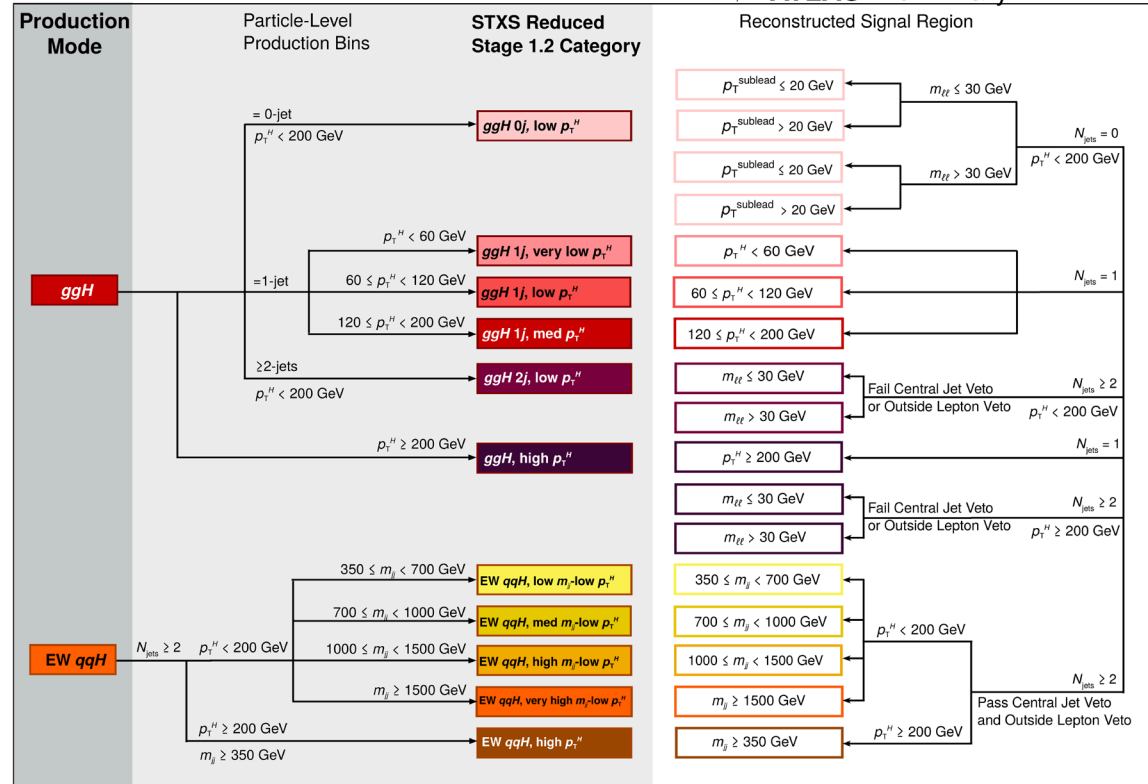 Production Mode
Particle-Level Production Bins
STXS Reduced Stage 1.2 Category
Reconstructed Signal Region
ggH
= 0-jet
p_T^H < 200 GeV
ggH 0j, low p_T^H
=1-jet
p_T^H < 60 GeV
ggH 1j, very low p_T^H
60 ≤ p_T^H < 120 GeV
ggH 1j, low p_T^H
120 ≤ p_T^H < 200 GeV
ggH 1j, med p_T^H
≥2-jets
p_T^H < 200 GeV
ggH 2j, low p_T^H
p_T^H ≥ 200 GeV
ggH, high p_T^H
EW qqH
N_jets ≥ 2
p_T^H < 200 GeV
350 ≤ m_jj < 700 GeV
EW qqH, low m_jj-low p_T^H
700 ≤ m_jj < 1000 GeV
EW qqH, med m_jj-low p_T^H
1000 ≤ m_jj < 1500 GeV
EW qqH, high m_jj-low p_T^H
m_jj ≥ 1500 GeV
EW qqH, very high m_jj-low p_T^H
p_T^H ≥ 200 GeV
m_jj ≥ 350 GeV
EW qqH, high p_T^H
p_T^sublead ≤ 20 GeV
p_T^sublead > 20 GeV
m_ℓℓ ≤ 30 GeV
p_T^sublead ≤ 20 GeV
p_T^sublead > 20 GeV
m_ℓℓ > 30 GeV
N_jets = 0
p_T^H < 200 GeV
p_T^H < 60 GeV
60 ≤ p_T^H < 120 GeV
120 ≤ p_T^H < 200 GeV
N_jets = 1
m_ℓℓ ≤ 30 GeV
m_ℓℓ > 30 GeV
Fail Central Jet Veto
or Outside Lepton Veto
N_jets ≥ 2
p_T^H < 200 GeV
p_T^H ≥ 200 GeV
N_jets = 1
m_ℓℓ ≤ 30 GeV
m_ℓℓ > 30 GeV
Fail Central Jet Veto
or Outside Lepton Veto
N_jets ≥ 2
p_T^H ≥ 200 GeV
350 ≤ m_jj < 700 GeV
700 ≤ m_jj < 1000 GeV
1000 ≤ m_jj < 1500 GeV
m_jj ≥ 1500 GeV
p_T^H < 200 GeV
m_jj ≥ 350 GeV
p_T^H ≥ 200 GeV
N_jets ≥ 2
Pass Central Jet Veto
and Outside Lepton Veto